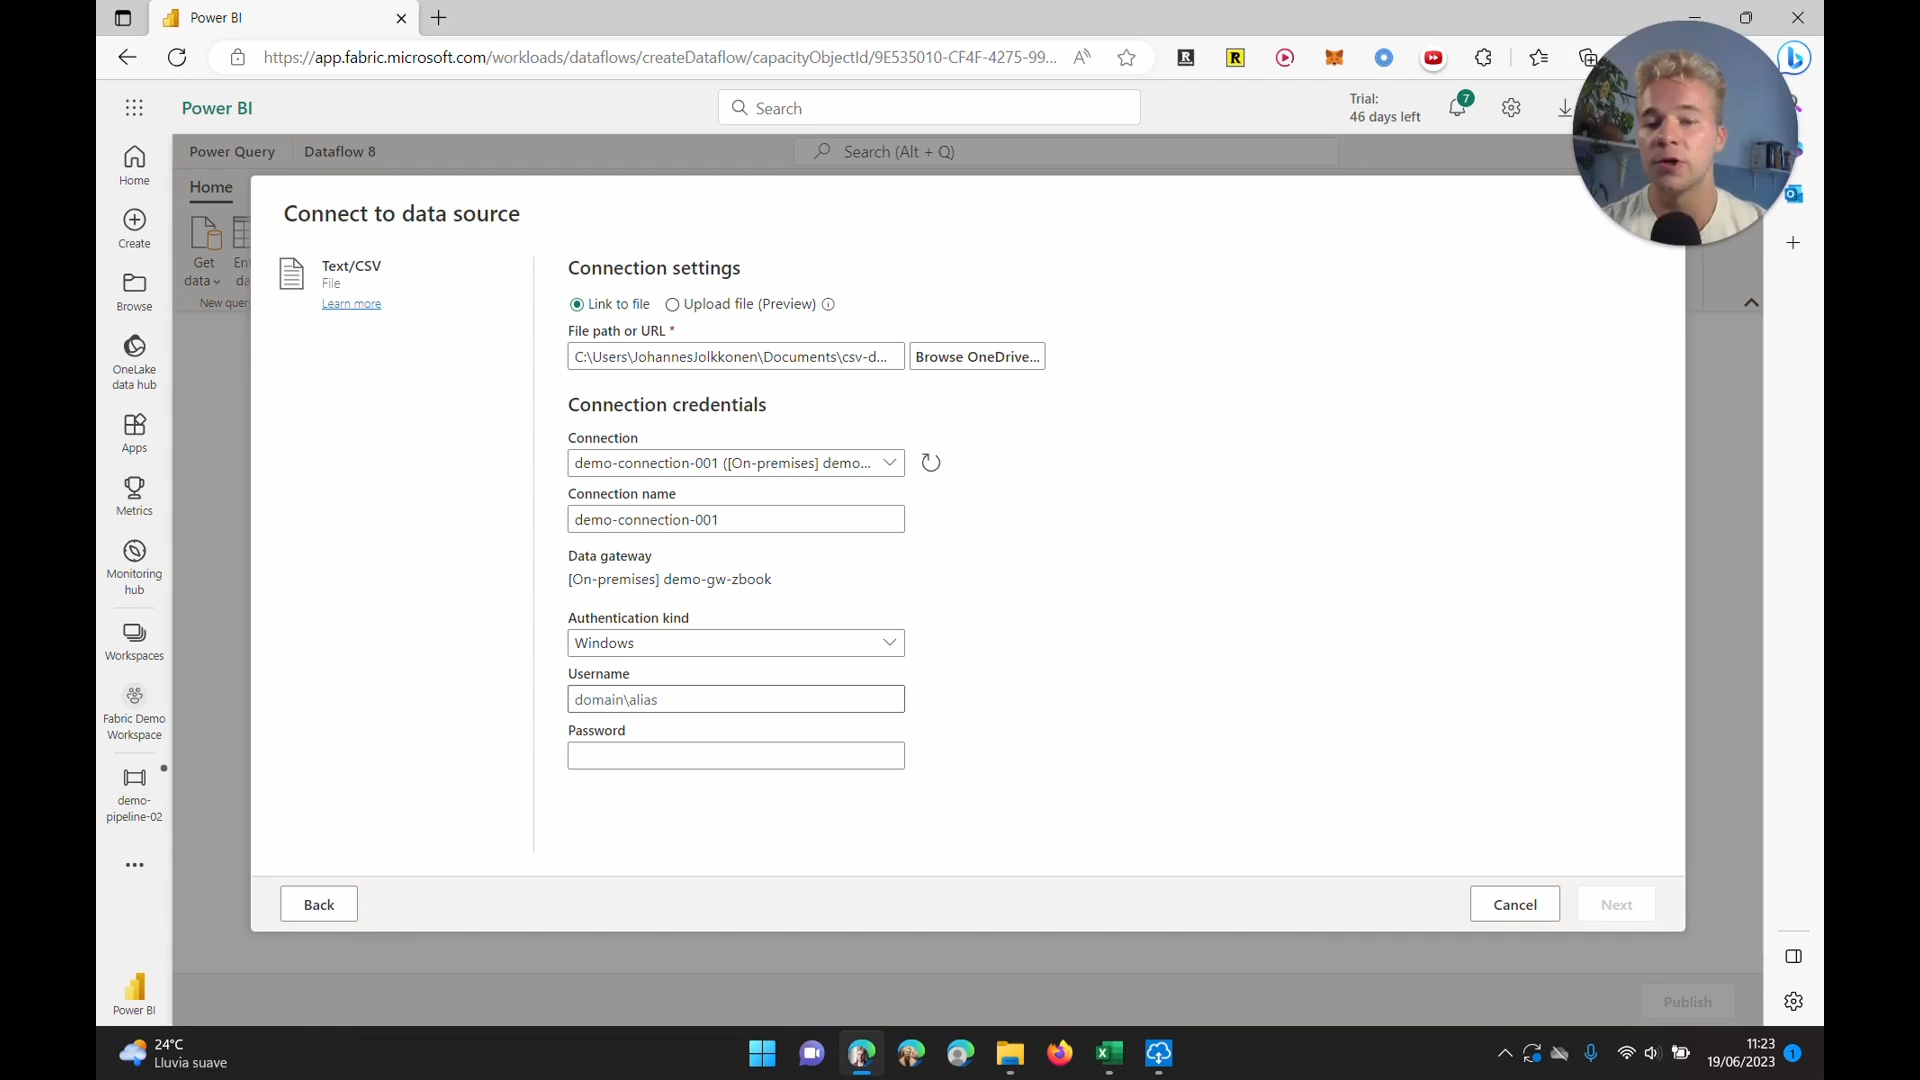 Power BI
https://app.fabric.microsoft.com/workloads/dataflows/createDataflow/capacityObjectId/9E535010-CF4F-4275-99...
Power BI
Search
Trial:
46 days left
7
Power Query
Dataflow 8
Search (Alt + Q)
Home
Create
Browse
OneLake
data hub
Apps
Metrics
Monitoring
hub
Workspaces
Fabric Demo
Workspace
demo-
pipeline-02
Power BI
Home
Get
data
En
da
New quer
Connect to data source
Text/CSV
File
Learn more
Connection settings
Link to file
Upload file (Preview)
File path or URL *
C:\Users\JohannesJolkkonen\Documents\csv-d...
Browse OneDrive...
Connection credentials
Connection
demo-connection-001 ([On-premises] demo...
Connection name
demo-connection-001
Data gateway
[On-premises] demo-gw-zbook
Authentication kind
Windows
Username
domain\alias
Password
Back
Cancel
Next
Publish
24°C
Lluvia suave
11:23
19/06/2023
1